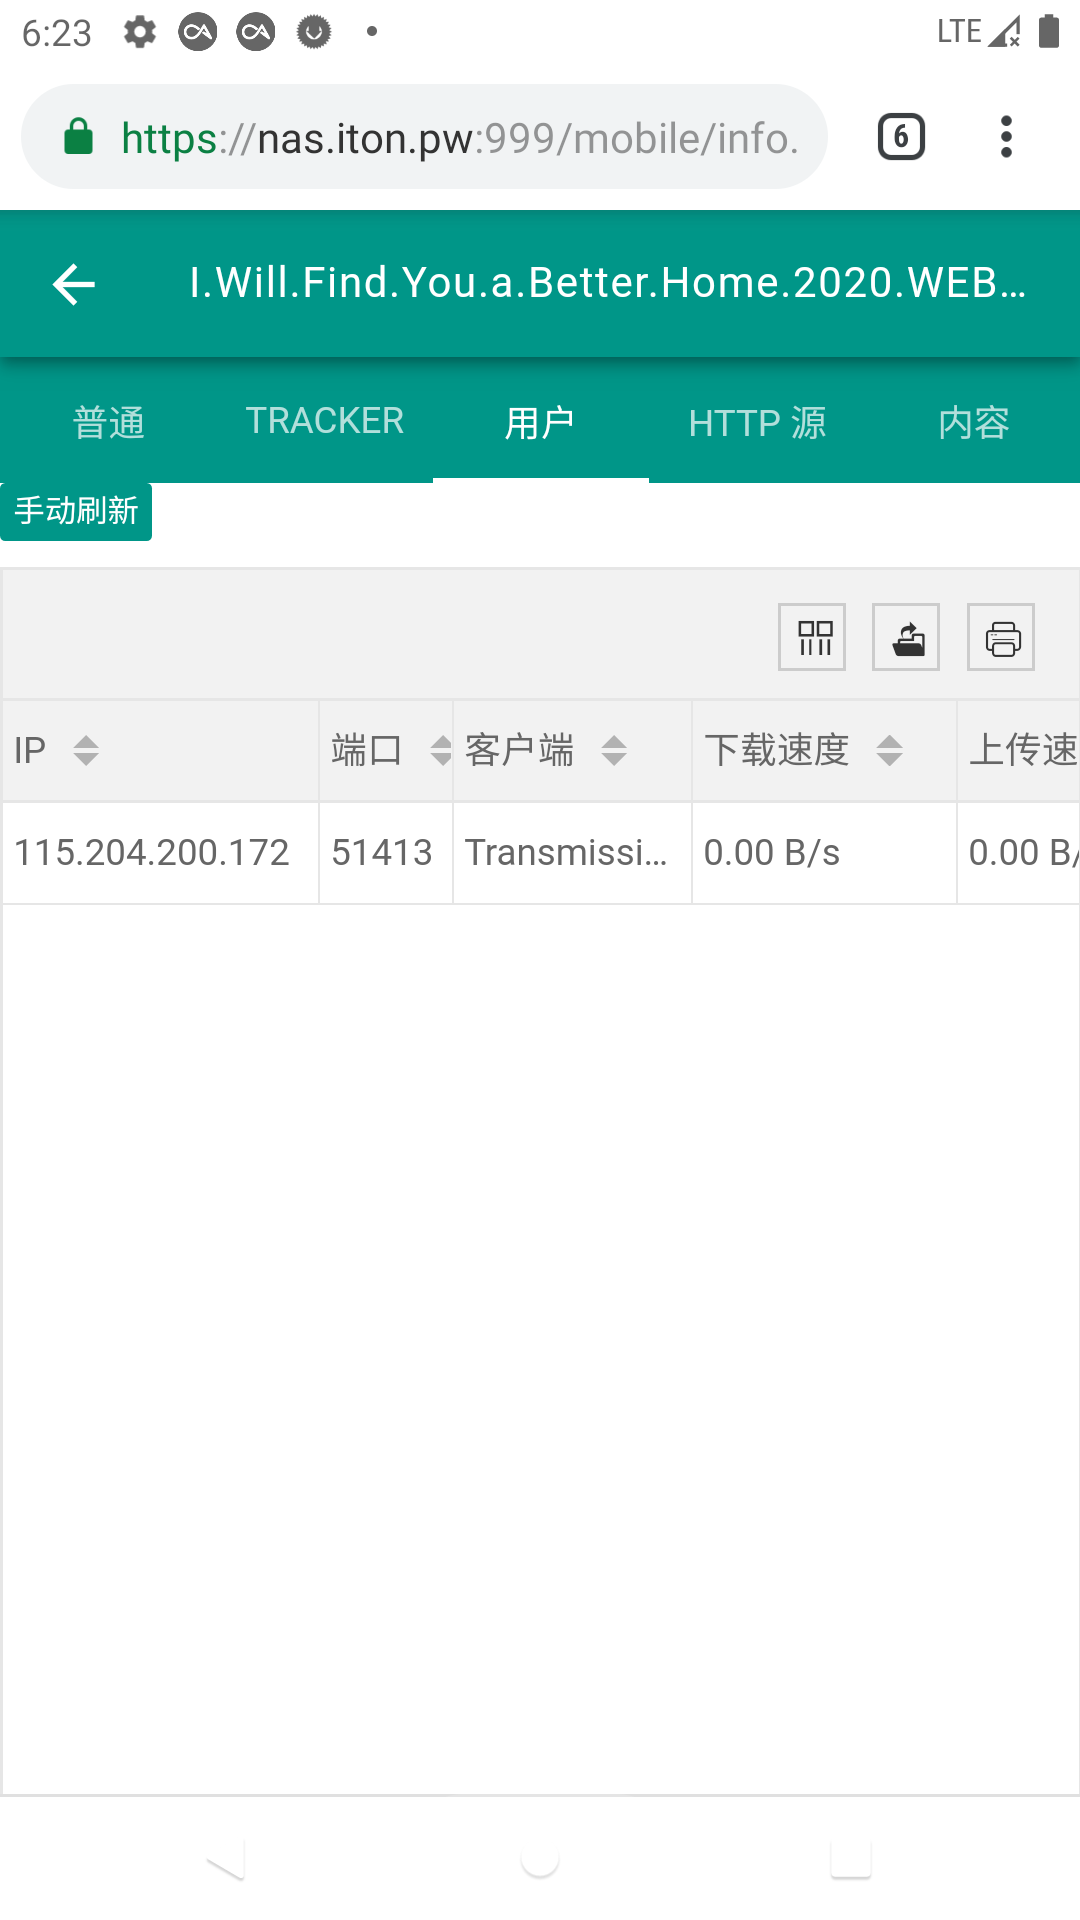 6:23
LTE
https://nas.iton.pw:999/mobile/info.
6
I.Will.Find.You.a.Better.Home.2020.WEB...
普通
TRACKER
用户
HTTP 源
内容
手动刷新
IP
端口
客户端
下载速度
上传速
115.204.200.172
51413
Transmissi...
0.00 B/s
0.00 B/